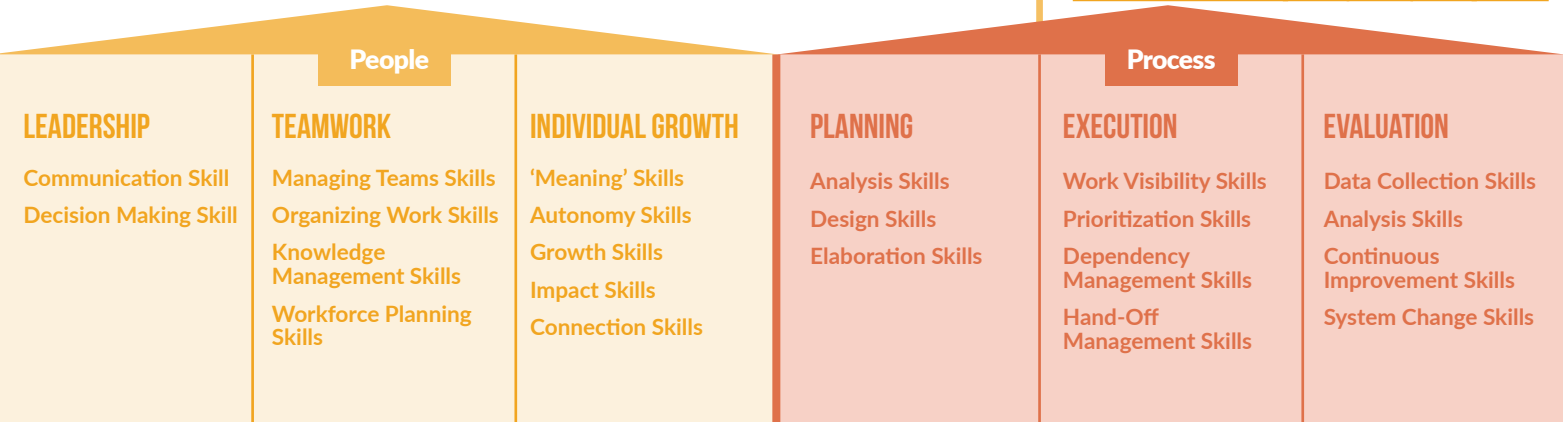 People
LEADERSHIP
Communication Skill
Decision Making Skill
TEAMWORK
Managing Teams Skills
Organizing Work Skills
Knowledge
Management Skills
Workforce Planning
Skills
INDIVIDUAL GROWTH
‘Meaning’ Skills
Autonomy Skills
Growth Skills
Impact Skills
Connection Skills
Process
PLANNING
Analysis Skills
Design Skills
Elaboration Skills
EXECUTION
Work Visibility Skills
Prioritization Skills
Dependency
Management Skills
Hand-Off
Management Skills
EVALUATION
Data Collection Skills
Analysis Skills
Continuous
Improvement Skills
System Change Skills